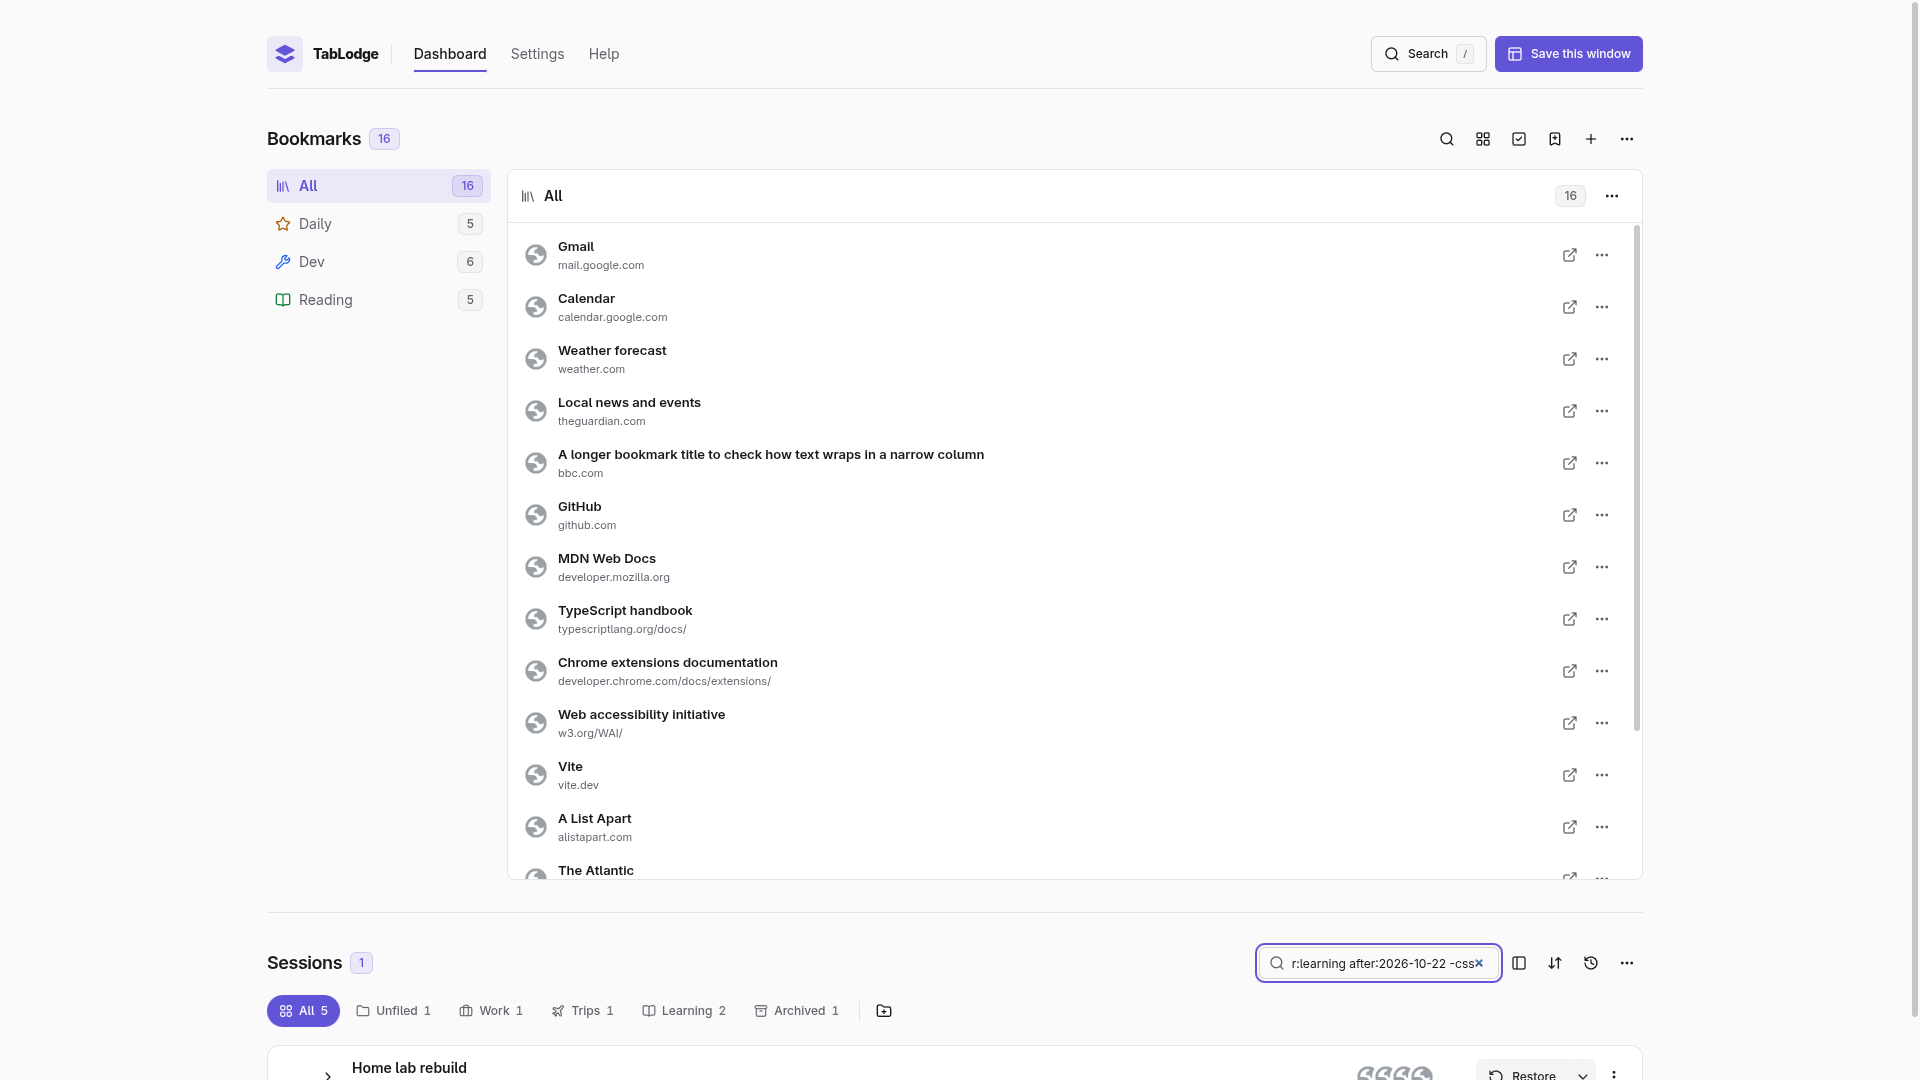 TabLodge
Dashboard
Settings
Help
Search /
Save this window
Bookmarks 16
All 16
Daily 5
Dev 6
Reading 5
All 16
Gmail
mail.google.com
Calendar
calendar.google.com
Weather forecast
weather.com
Local news and events
theguardian.com
A longer bookmark title to check how text wraps in a narrow column
bbc.com
GitHub
github.com
MDN Web Docs
developer.mozilla.org
TypeScript handbook
typescriptlang.org/docs/
Chrome extensions documentation
developer.chrome.com/docs/extensions/
Web accessibility initiative
w3.org/WAI/
Vite
vite.dev
A List Apart
alistapart.com
The Atlantic
Sessions 1
r:learning after:2026-10-22 -css
All 5
Unfiled 1
Work 1
Trips 1
Learning 2
Archived 1
Home lab rebuild
Restore